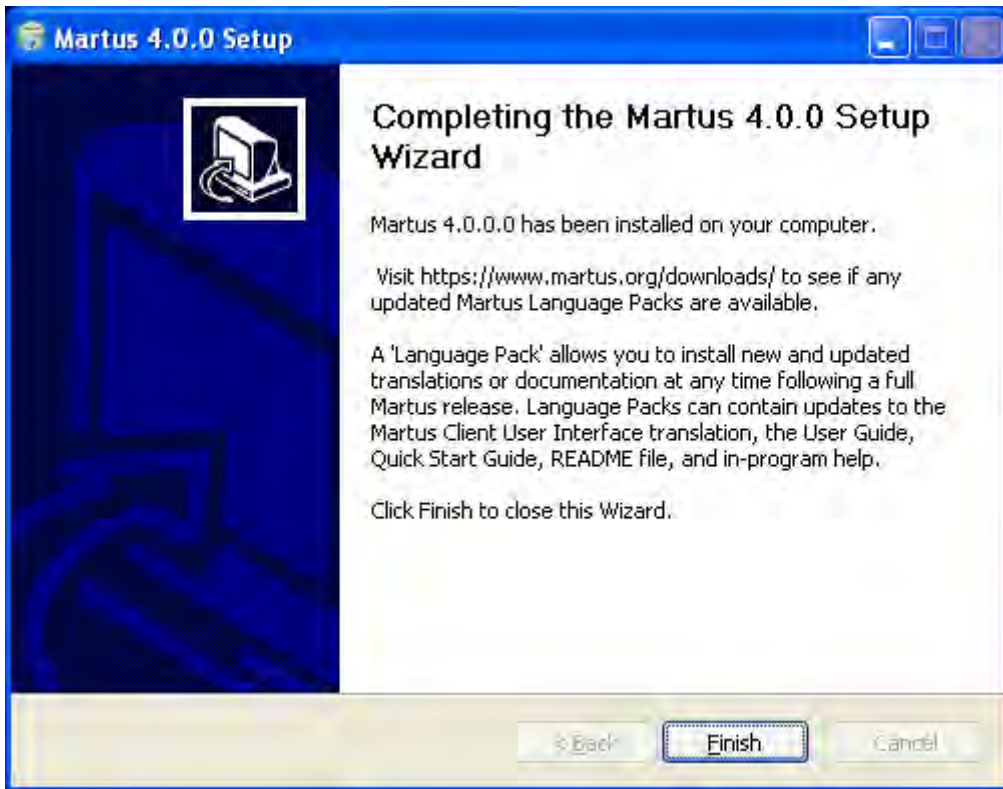 Martus 4.0.0 Setup
Completing the Martus 4.0.0 Setup
Wizard
Martus 4.0.0.0 has been installed on your computer.
Visit https://www.martus.org/downloads/ to see if any
updated Martus Language Packs are available.
A 'Language Pack' allows you to install new and updated
translations or documentation at any time following a full
Martus release. Language Packs can contain updates to the
Martus Client User Interface translation, the User Guide,
Quick Start Guide, README file, and in-program help.
Click Finish to close this Wizard.
< Back Finish Cancel